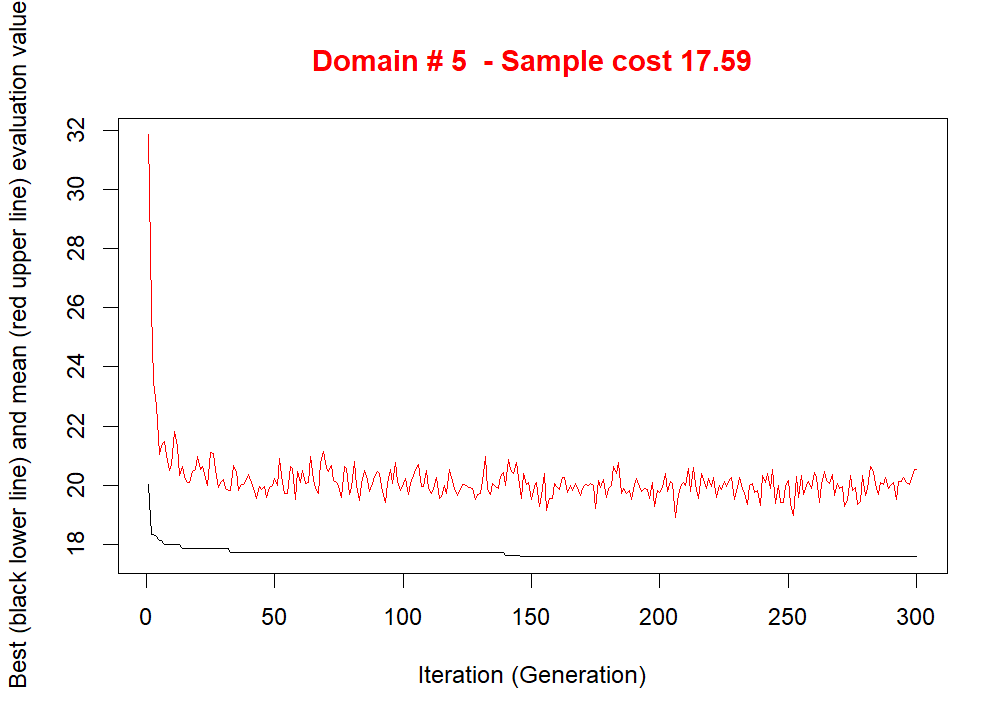 Domain # 5  - Sample cost 17.59
Best (black lower line) and mean (red upper line) evaluation value
32
30
28
26
24
22
20
18
0 50 100 150 200 250 300
Iteration (Generation)